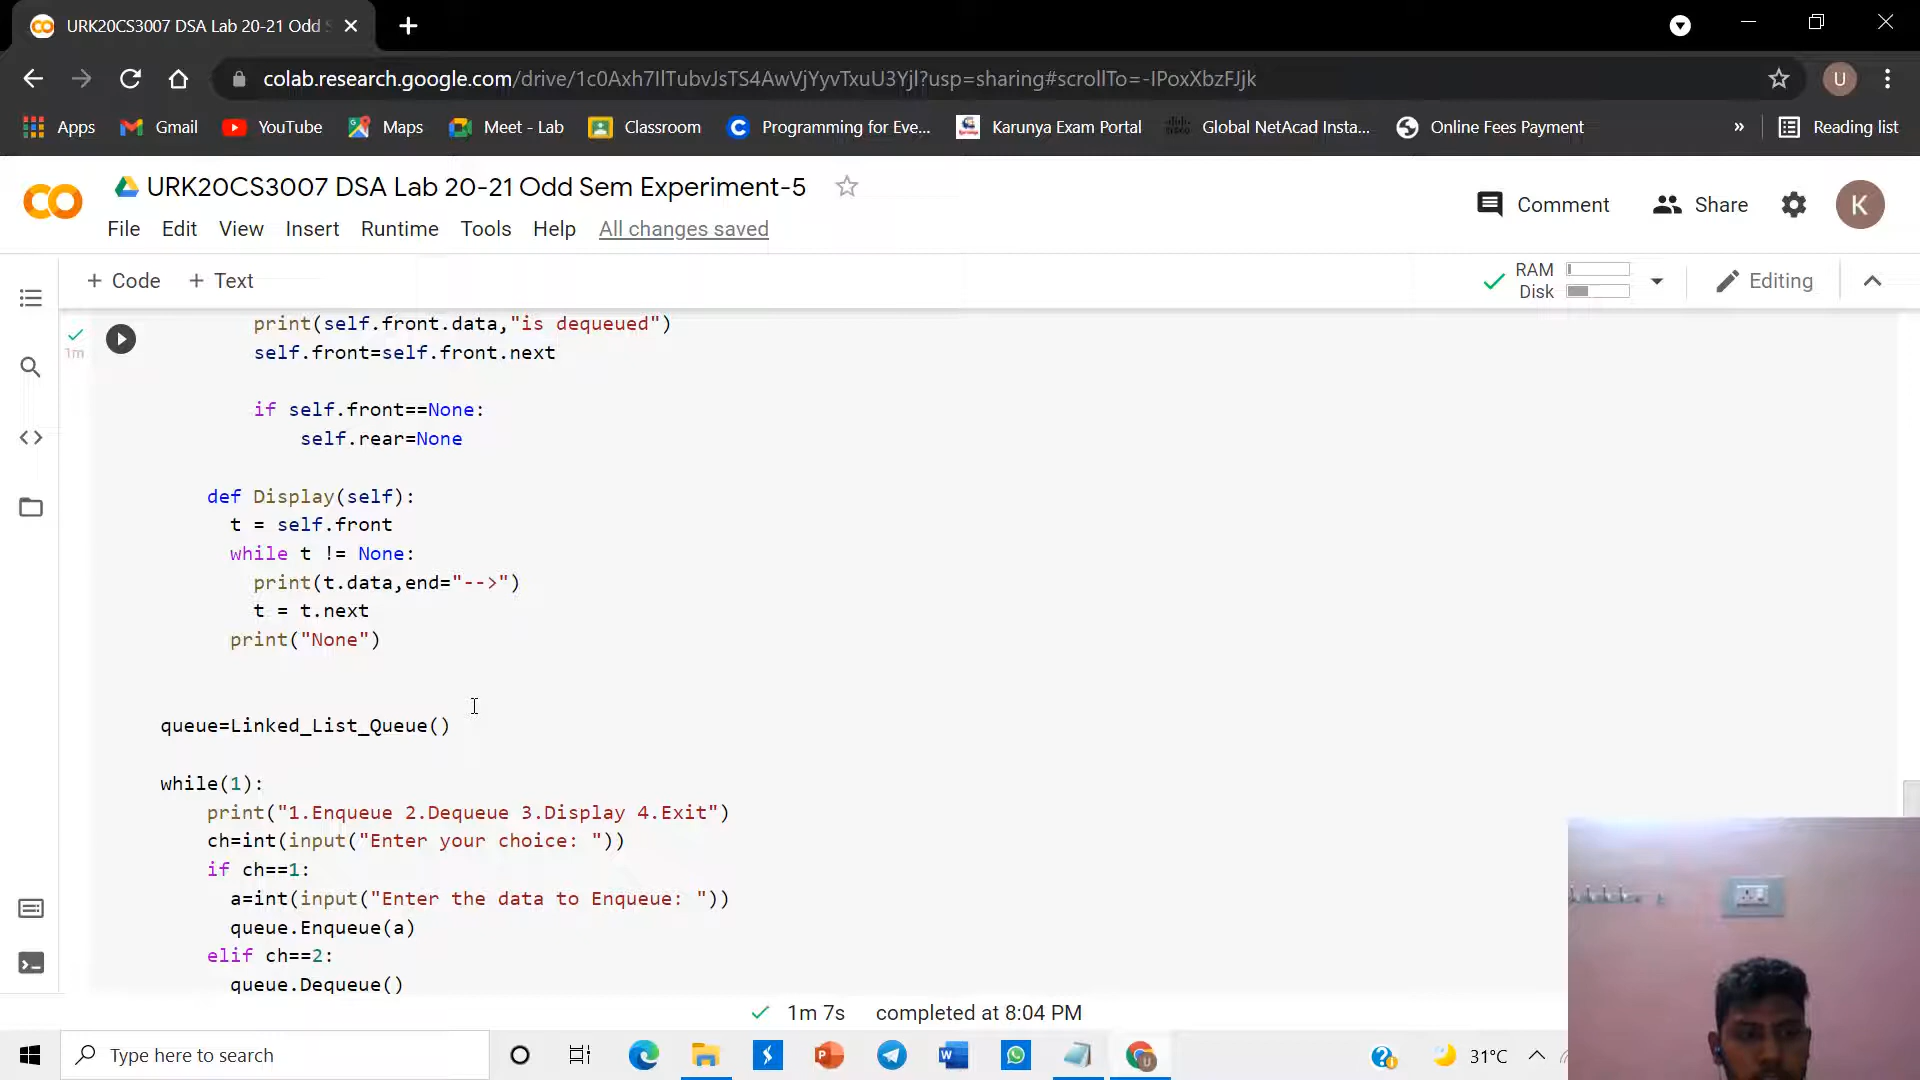 URK20CS3007 DSA Lab 20-21 Odd S
colab.research.google.com/drive/1c0Axh7IlTubvJsTS4AwVjYyvTxuU3Yjl?usp=sharing#scrollTo=-IPoxXbzFJjk
U
Apps Gmail YouTube Maps Meet - Lab Classroom Programming for Eve... Karunya Exam Portal Global NetAcad Insta... Online Fees Payment » Reading list
URK20CS3007 DSA Lab 20-21 Odd Sem Experiment-5
Comment Share K
File Edit View Insert Runtime Tools Help All changes saved
+ Code + Text
RAM
Disk
Editing
1m
print(self.front.data,"is dequeued")
self.front=self.front.next
if self.front==None:
self.rear=None
def Display(self):
t = self.front
while t != None:
print(t.data,end="-->")
t = t.next
print("None")
queue=Linked_List_Queue()
while(1):
print("1.Enqueue 2.Dequeue 3.Display 4.Exit")
ch=int(input("Enter your choice: "))
if ch==1:
a=int(input("Enter the data to Enqueue: "))
queue.Enqueue(a)
elif ch==2:
queue.Dequeue()
1m 7s completed at 8:04 PM
Type here to search
31°C